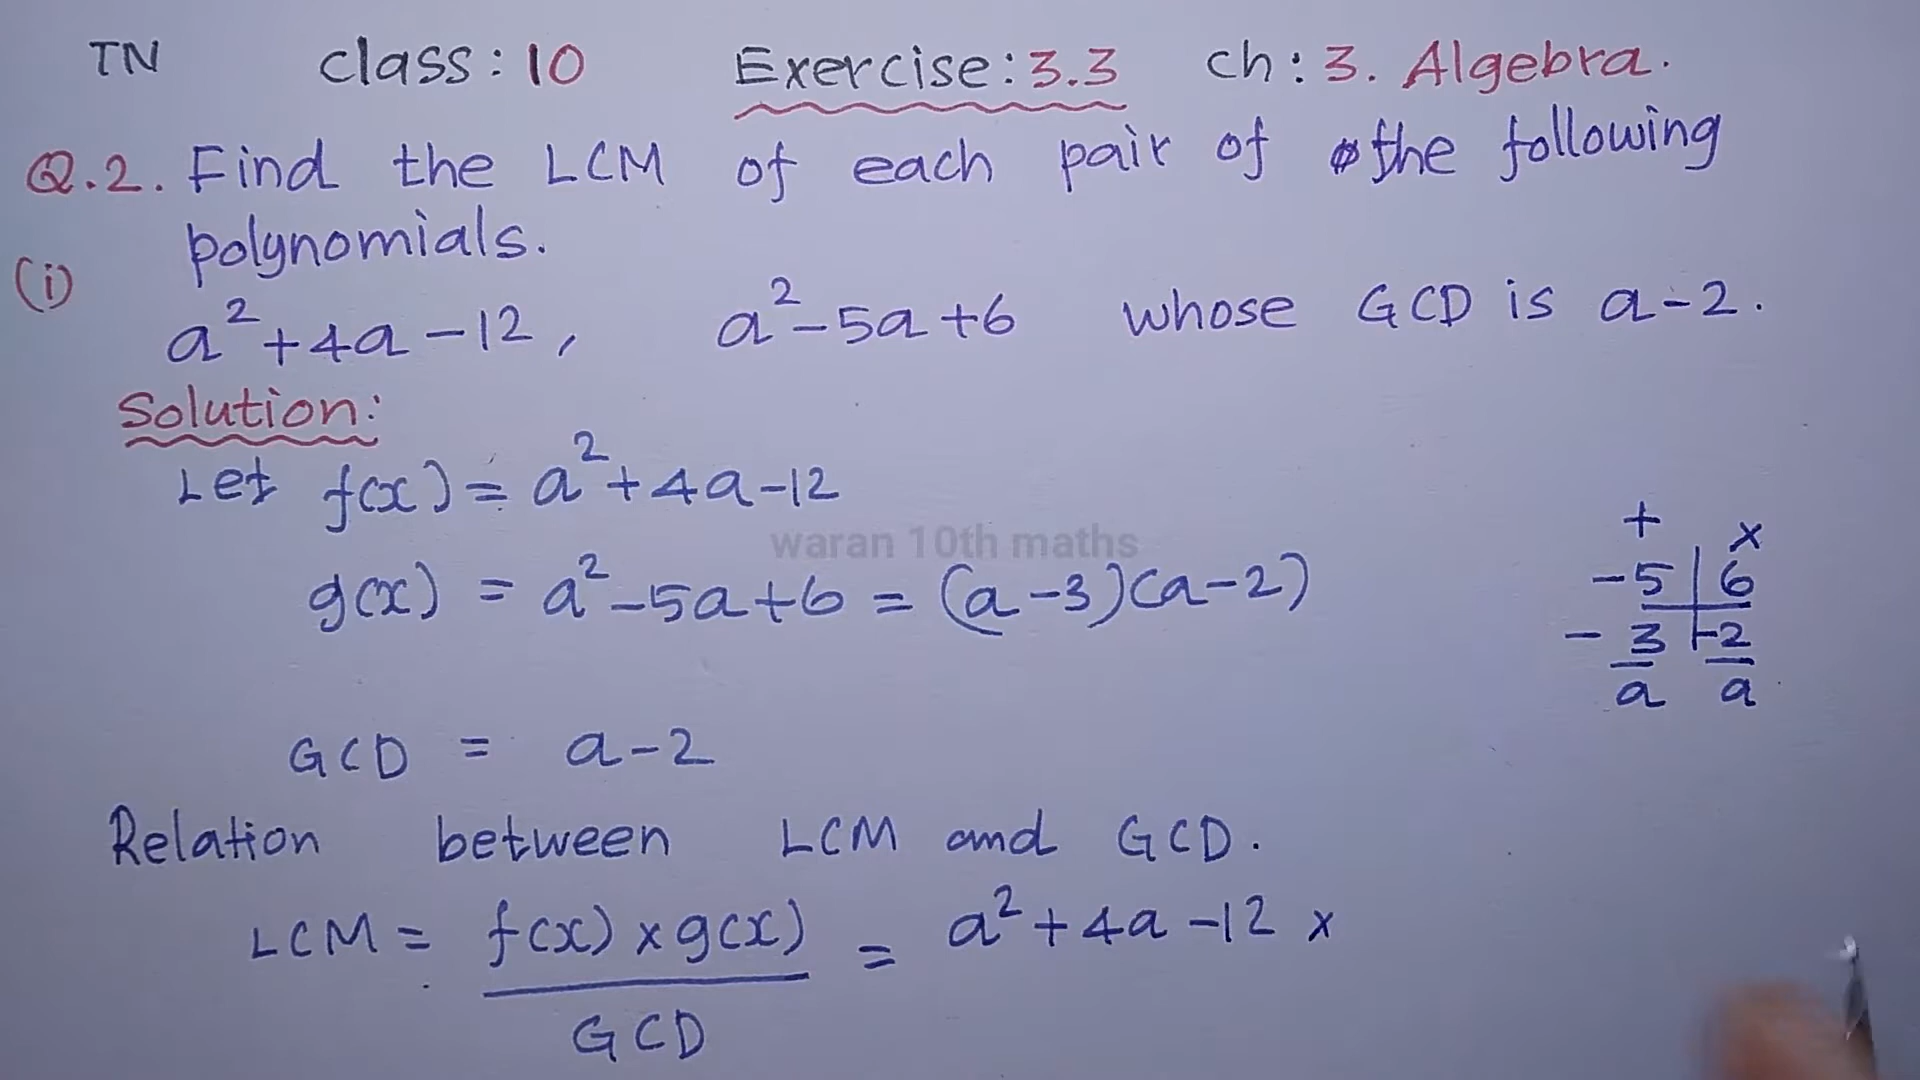 TN class: 10 Exercise: 3.3 ch: 3. Algebra.
Q.2. Find the LCM of each pair of the following
polynomials.
(i) a²+4a-12, a²-5a+6 whose GCD is a-2.
Solution:
Let f(x) = a²+4a-12
waran 10th maths
g(x) = a²-5a+6 = (a-3)(a-2)
+ x
-5 | 6
-3 | -2
a a
GCD = a-2
Relation between LCM and GCD.
LCM = f(x) x g(x) = a²+4a-12 x
GCD